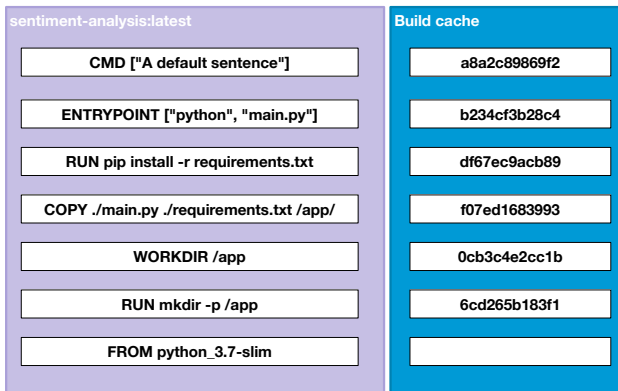 sentiment-analysis:latest
Build cache
CMD ["A default sentence"]
a8a2c89869f2
ENTRYPOINT ["python", "main.py"]
b234cf3b28c4
RUN pip install -r requirements.txt
df67ec9acb89
COPY ./main.py ./requirements.txt /app/
f07ed1683993
WORKDIR /app
0cb3c4e2cc1b
RUN mkdir -p /app
6cd265b183f1
FROM python_3.7-slim